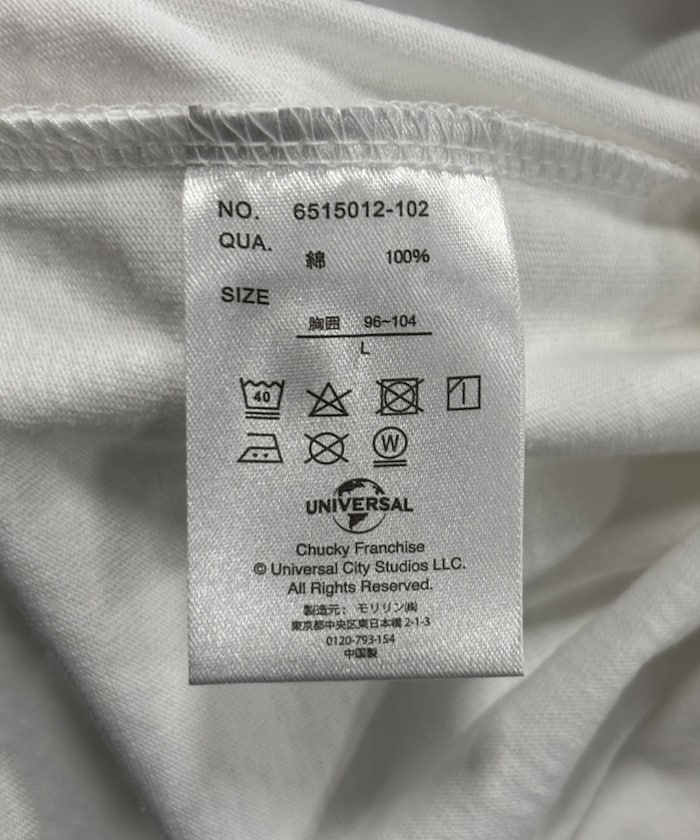 NO. 6515012-102
QUA.
綿 100%
SIZE
胸囲 96~104
L
40
W
UNIVERSAL
Chucky Franchise
© Universal City Studios LLC.
All Rights Reserved.
製造元: モリリン㈱
東京都中央区東日本橋 2-1-3
0120-793-154
中国製